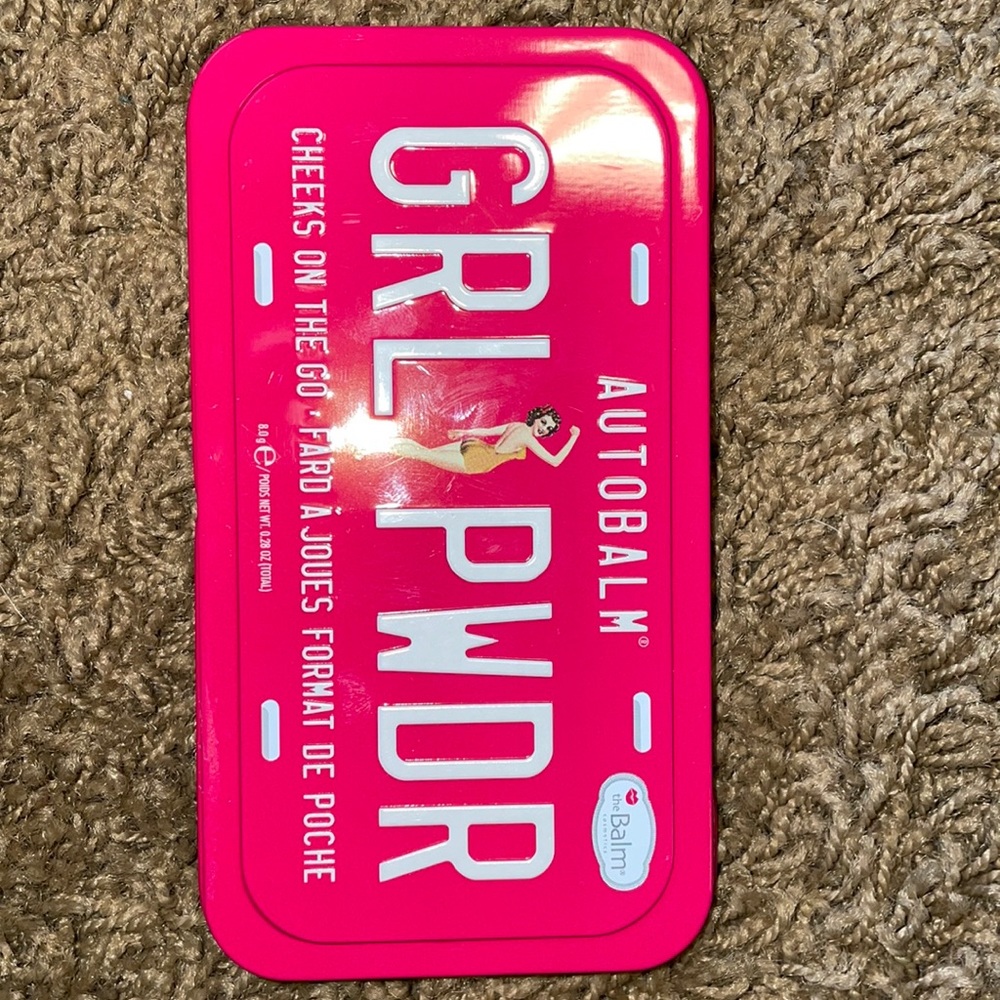 AUTOBALM®
the Balm®
cosmetics
GRL PWDR
CHEEKS ON THE GO · FARD À JOUES FORMAT DE POCHE
8.0 g e/POIDS NET WT. 0.28 OZ (TOTAL)